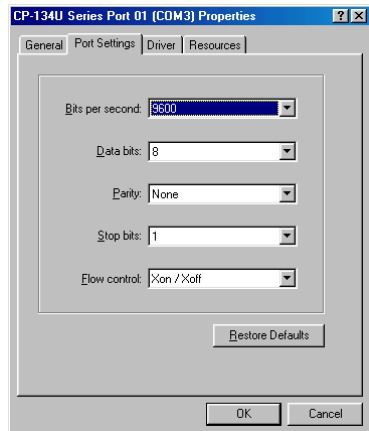 CP-134U Series Port 01 (COM3) Properties
General Port Settings Driver Resources
Bits per second: 9600
Data bits: 8
Parity: None
Stop bits: 1
Flow control: Xon / Xoff
Restore Defaults
OK Cancel